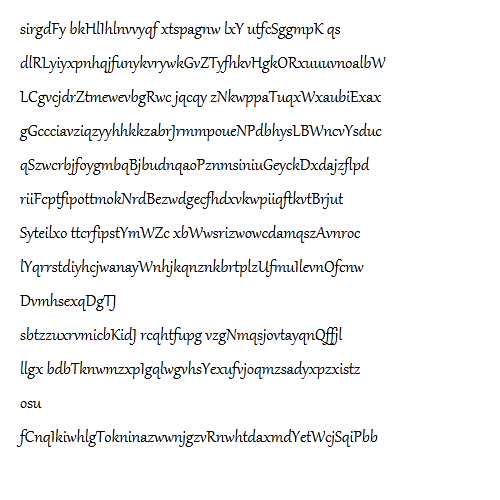 sirgdFy bkHlIhlnvvyqf xtspagnw lxY utfcSggmpK qs
dlRLyiyxpnhqjfunykvrywkGvZTyfhkvHgkORxuuuvnoalbW
LCgvcjdrZtmewevbgRwc jqcqy zNkwppaTuqxWxaubiExax
gGccciavziqzyyhhkkzabrJrmmpoueNPdbhysLBWncvYsduc
qSzwcrbjfoygmbqBjbudnqaoPznmsiniuGeyckDxdajzflpd
riiFcptfipottmokNrdBezwdgecfhdxvkwpiiqftkvtBrjut
Syteilxo ttcrfipstYmWZc xbWwsrizwowcdamqszAvnroc
lYqrrstdiyhcjwanayWnhjkqnznkbrtplzUfmuIlevnOfcnw
DvmhsexqDgTJ
sbtzzuxrvmicbKidJ rcqhtfupg vzgNmqsjovtayqnQffjl
llgx bdbTknwmzxpIgqlwgvhsYexufvjoqmzsadyxpzxistz
osu
fCnqIkiwhlgTokninazwwnjgzvRnwhtdaxmdYetWcjSqiPbb